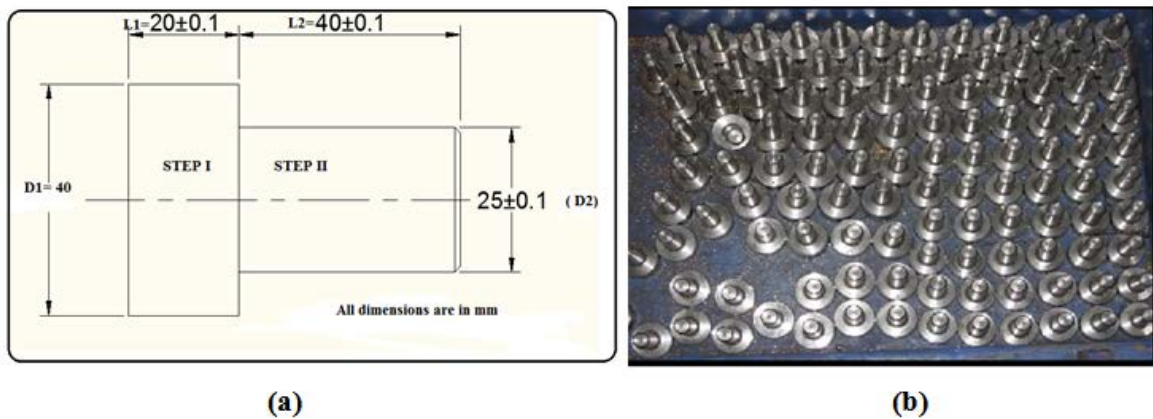 L1=20±0.1 L2=40±0.1
STEP I STEP II
D1= 40
25±0.1 ( D2)
All dimensions are in mm
(a) (b)